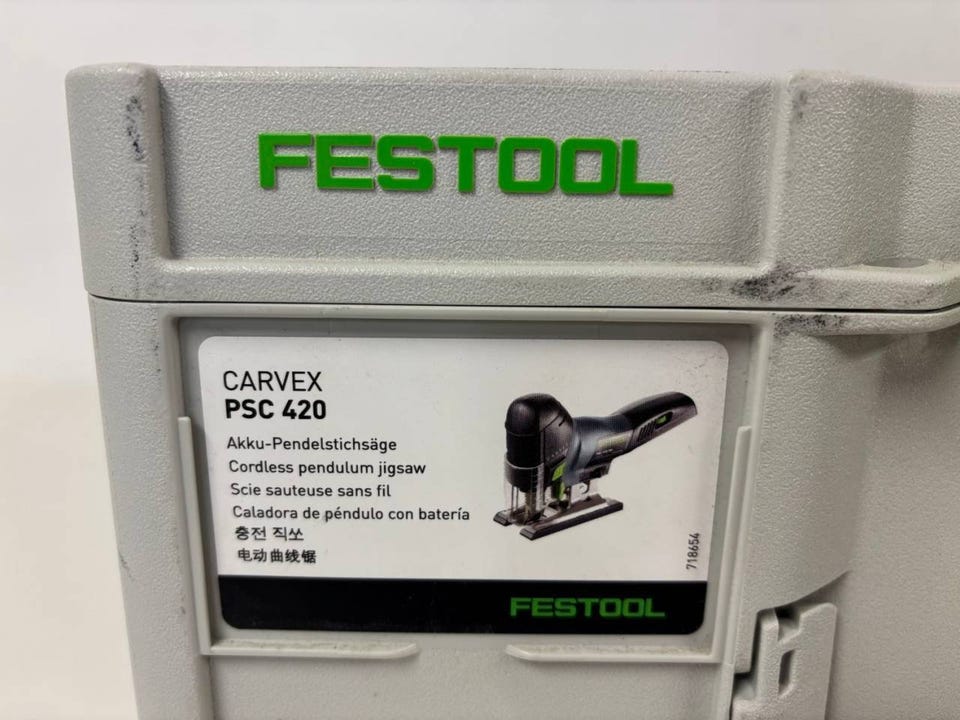 FESTOOL
CARVEX
PSC 420
Akku-Pendelstichsäge
Cordless pendulum jigsaw
Scie sauteuse sans fil
Caladora de péndulo con batería
충전 직쏘
电动曲线锯
718654
FESTOOL